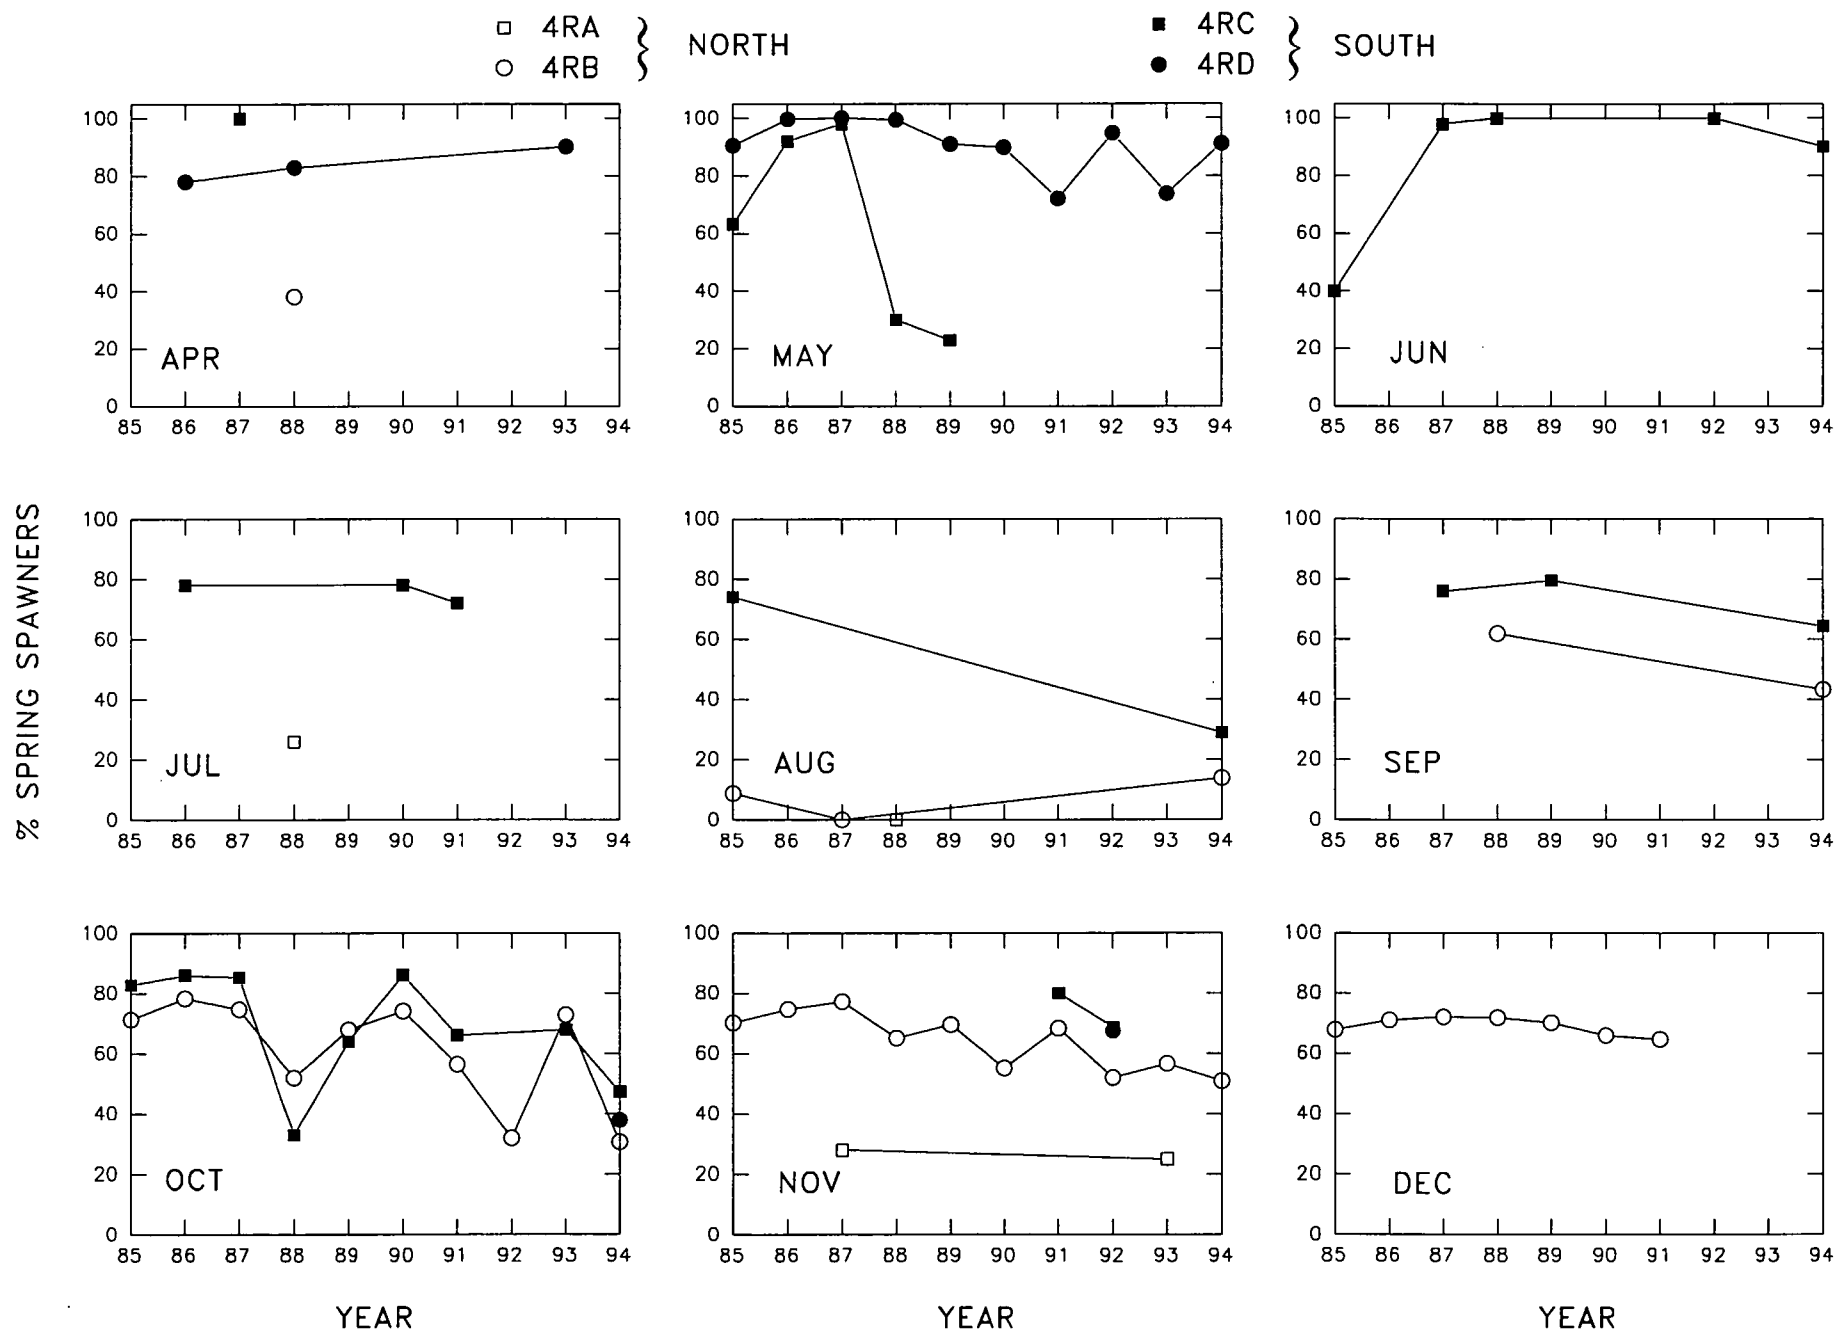 4RA NORTH 4RC SOUTH
4RB 4RD
100 80 60 40 20 0
APR
85 86 87 88 89 90 91 92 93 94
100 80 60 40 20 0
MAY
85 86 87 88 89 90 91 92 93 94
100 80 60 40 20 0
JUN
85 86 87 88 89 90 91 92 93 94
% SPRING SPAWNERS
100 80 60 40 20 0
JUL
85 86 87 88 89 90 91 92 93 94
100 80 60 40 20 0
AUG
85 86 87 88 89 90 91 92 93 94
100 80 60 40 20 0
SEP
85 86 87 88 89 90 91 92 93 94
100 80 60 40 20 0
OCT
85 86 87 88 89 90 91 92 93 94
YEAR
100 80 60 40 20 0
NOV
85 86 87 88 89 90 91 92 93 94
YEAR
100 80 60 40 20 0
DEC
85 86 87 88 89 90 91 92 93 94
YEAR